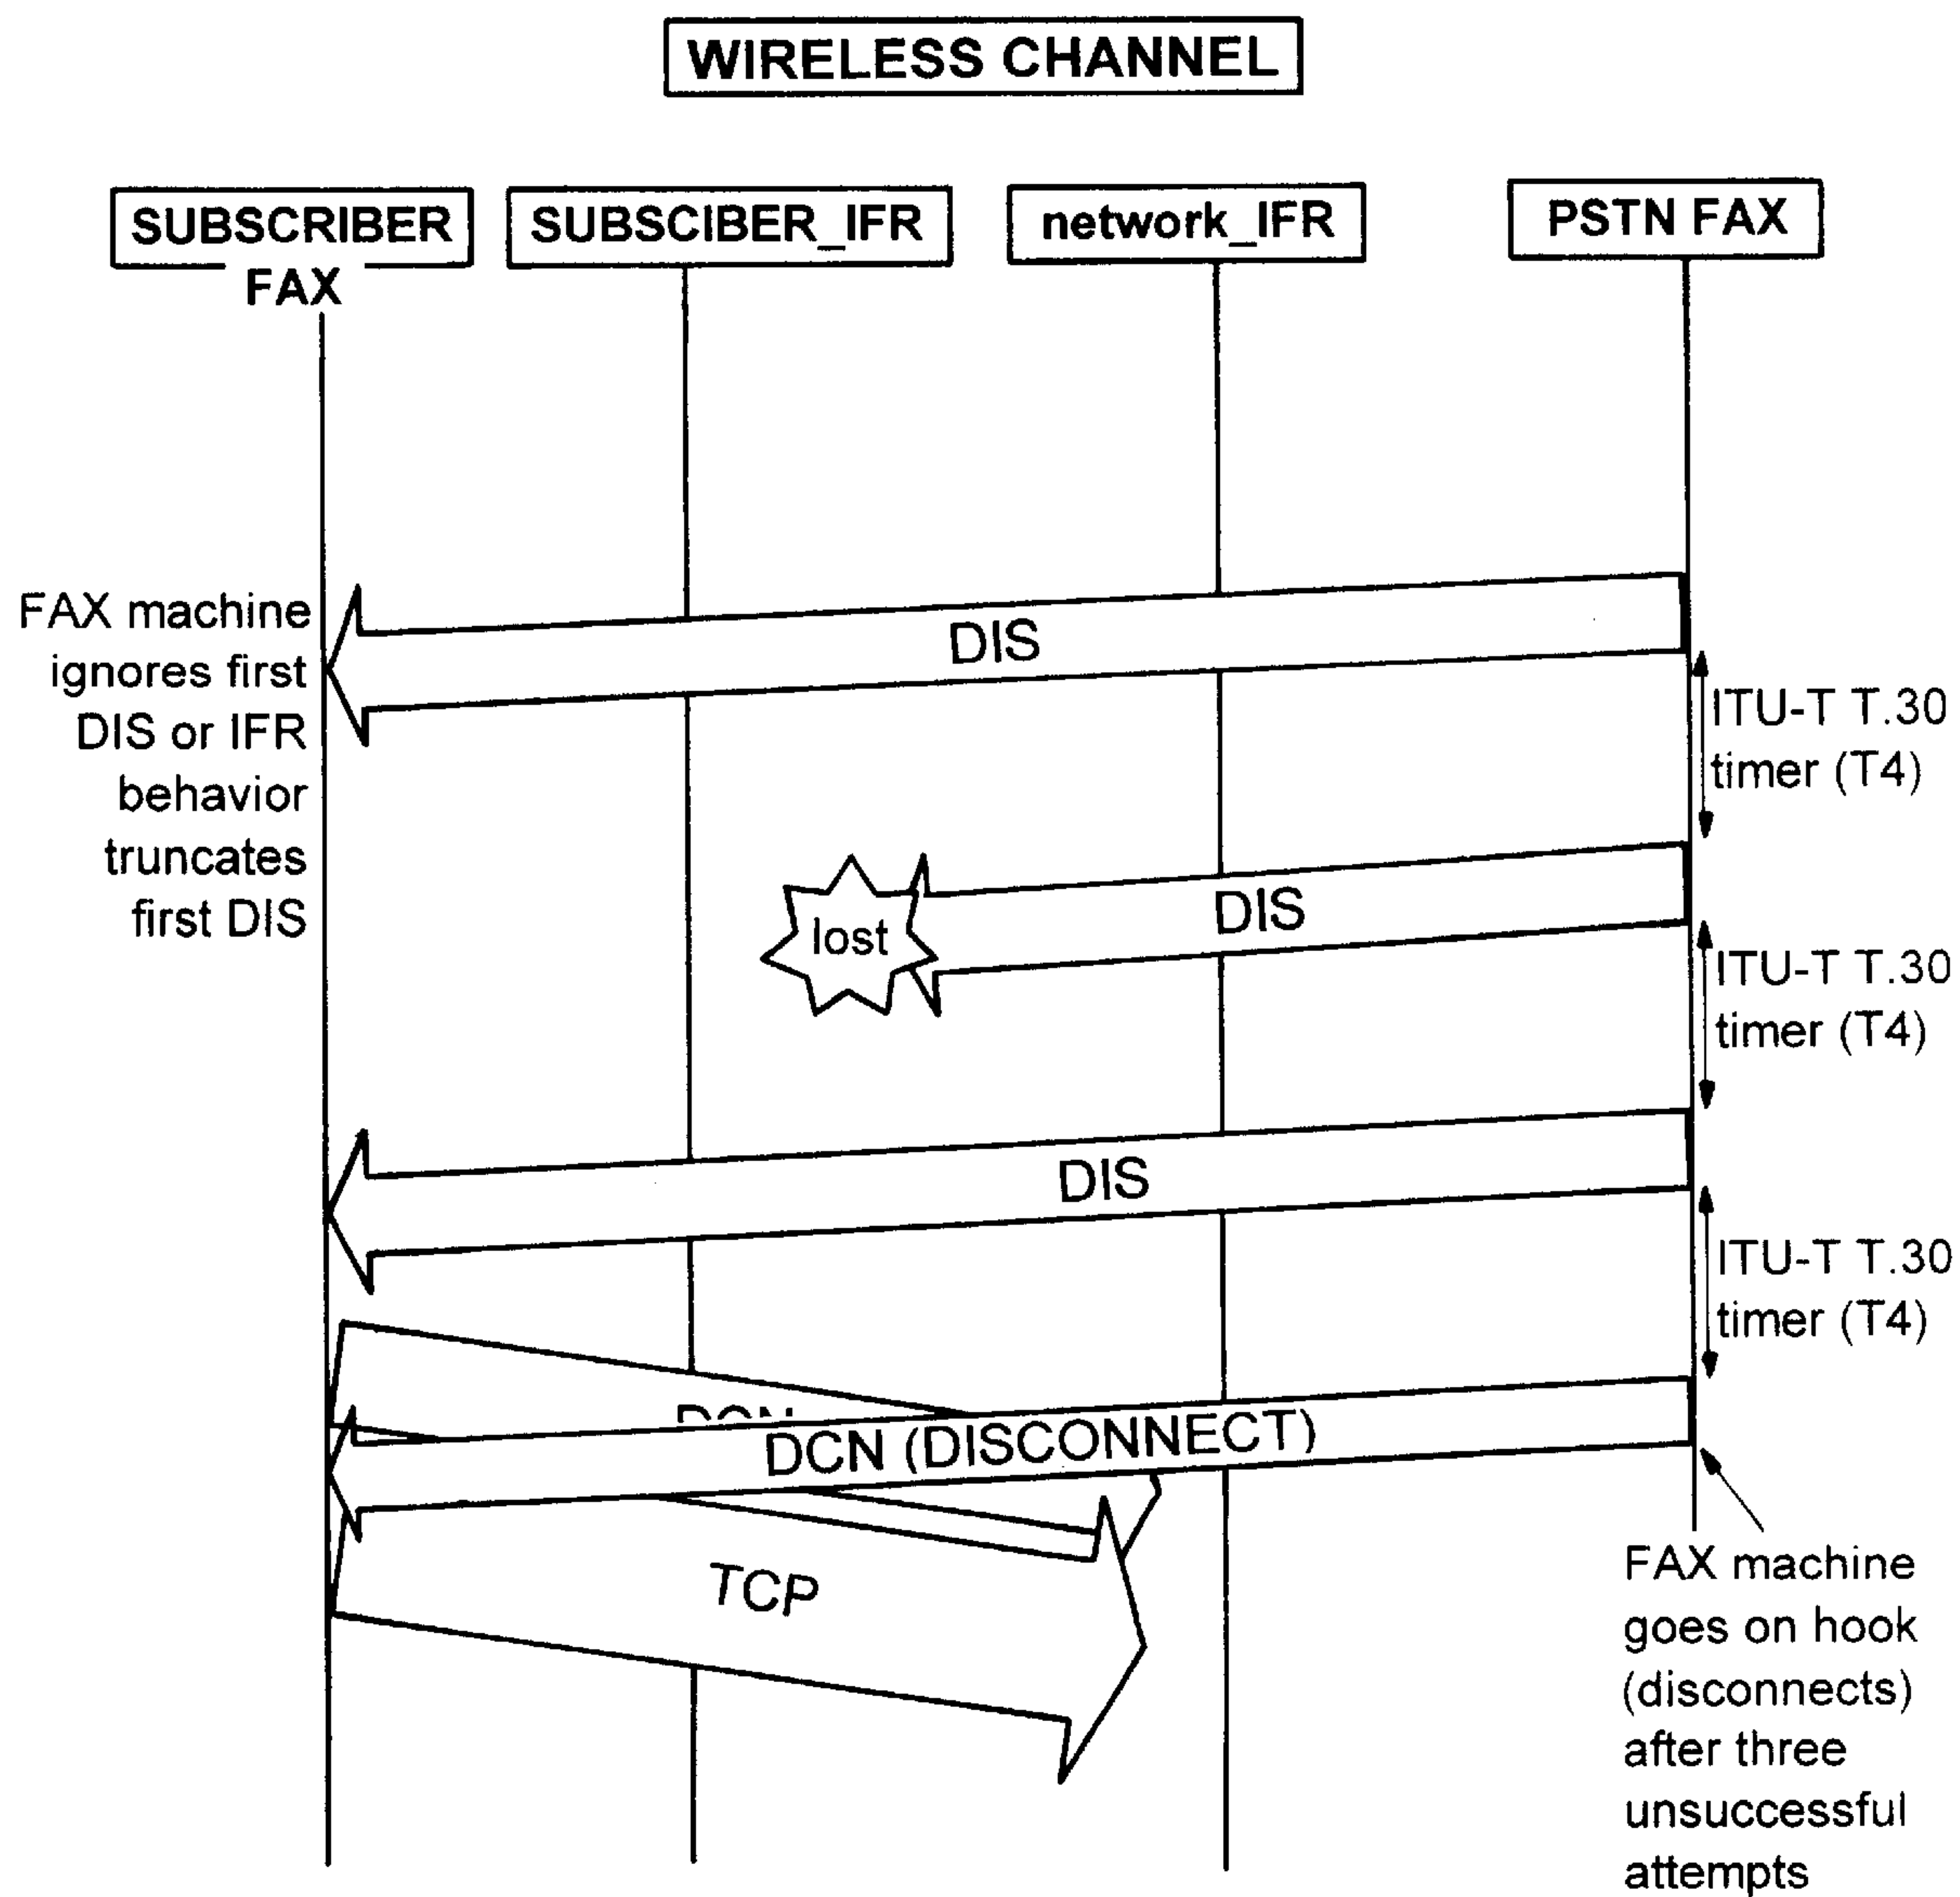 WIRELESS CHANNEL
SUBSCRIBER
FAX
SUBSCIBER_IFR
network_IFR
PSTN FAX
FAX machine
ignores first
DIS or IFR
behavior
truncates
first DIS
DIS
ITU-T T.30
timer (T4)
lost
DIS
ITU-T T.30
timer (T4)
DIS
ITU-T T.30
timer (T4)
DCN (DISCONNECT)
TCP
FAX machine
goes on hook
(disconnects)
after three
unsuccessful
attempts